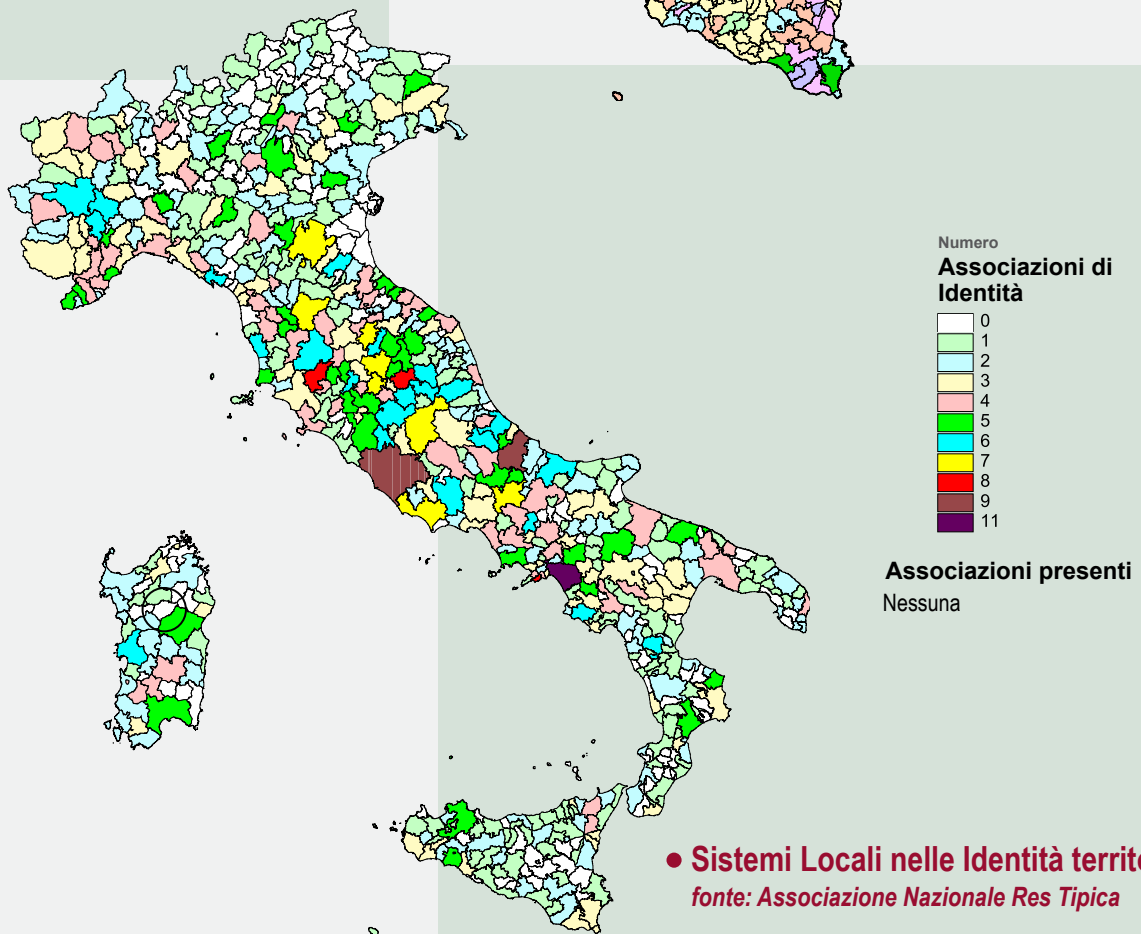 Numero
Associazioni di
Identità
0
1
2
3
4
5
6
7
8
9
11
Associazioni presenti
Nessuna
• Sistemi Locali nelle Identità territo
fonte: Associazione Nazionale Res Tipica